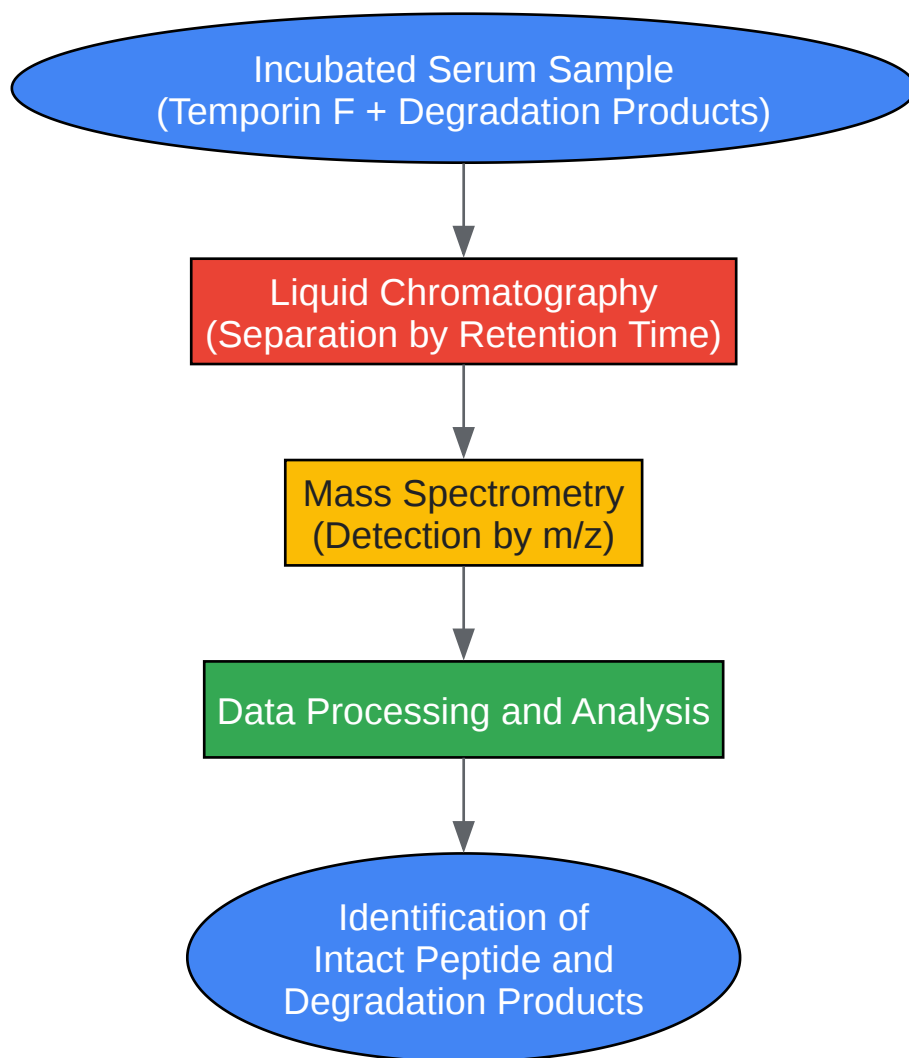 Incubated Serum Sample
(Temporin F + Degradation Products)
Liquid Chromatography
(Separation by Retention Time)
Mass Spectrometry
(Detection by m/z)
Data Processing and Analysis
Identification of
Intact Peptide and
Degradation Products